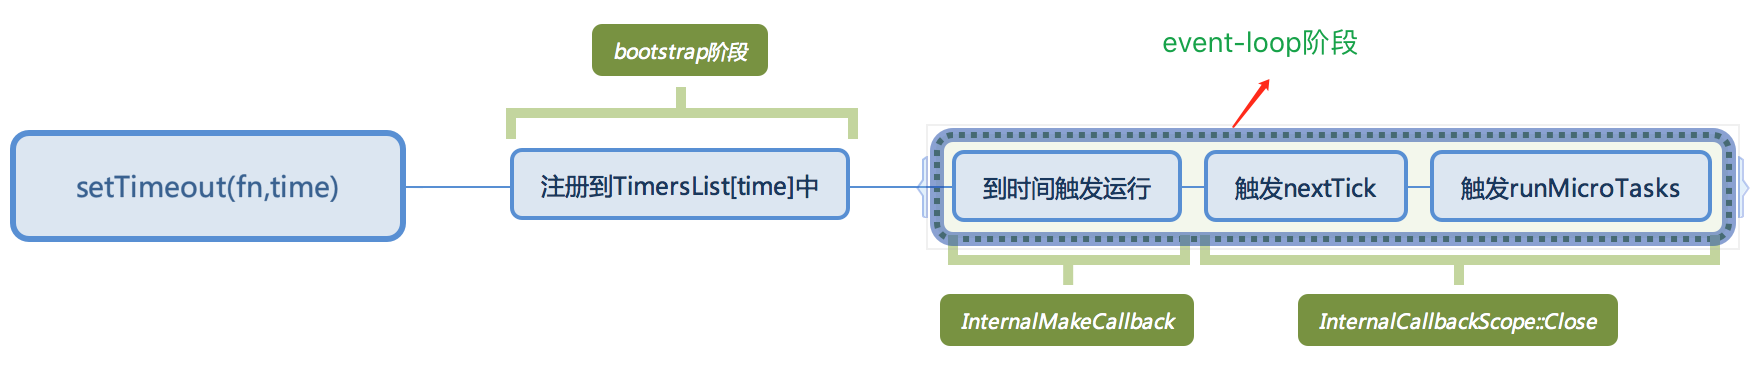 bootstrap阶段
event-loop阶段
setTimeout(fn,time)
注册到TimersList[time]中
到时间触发运行
触发nextTick
触发runMicroTasks
InternalMakeCallback
InternalCallbackScope::Close